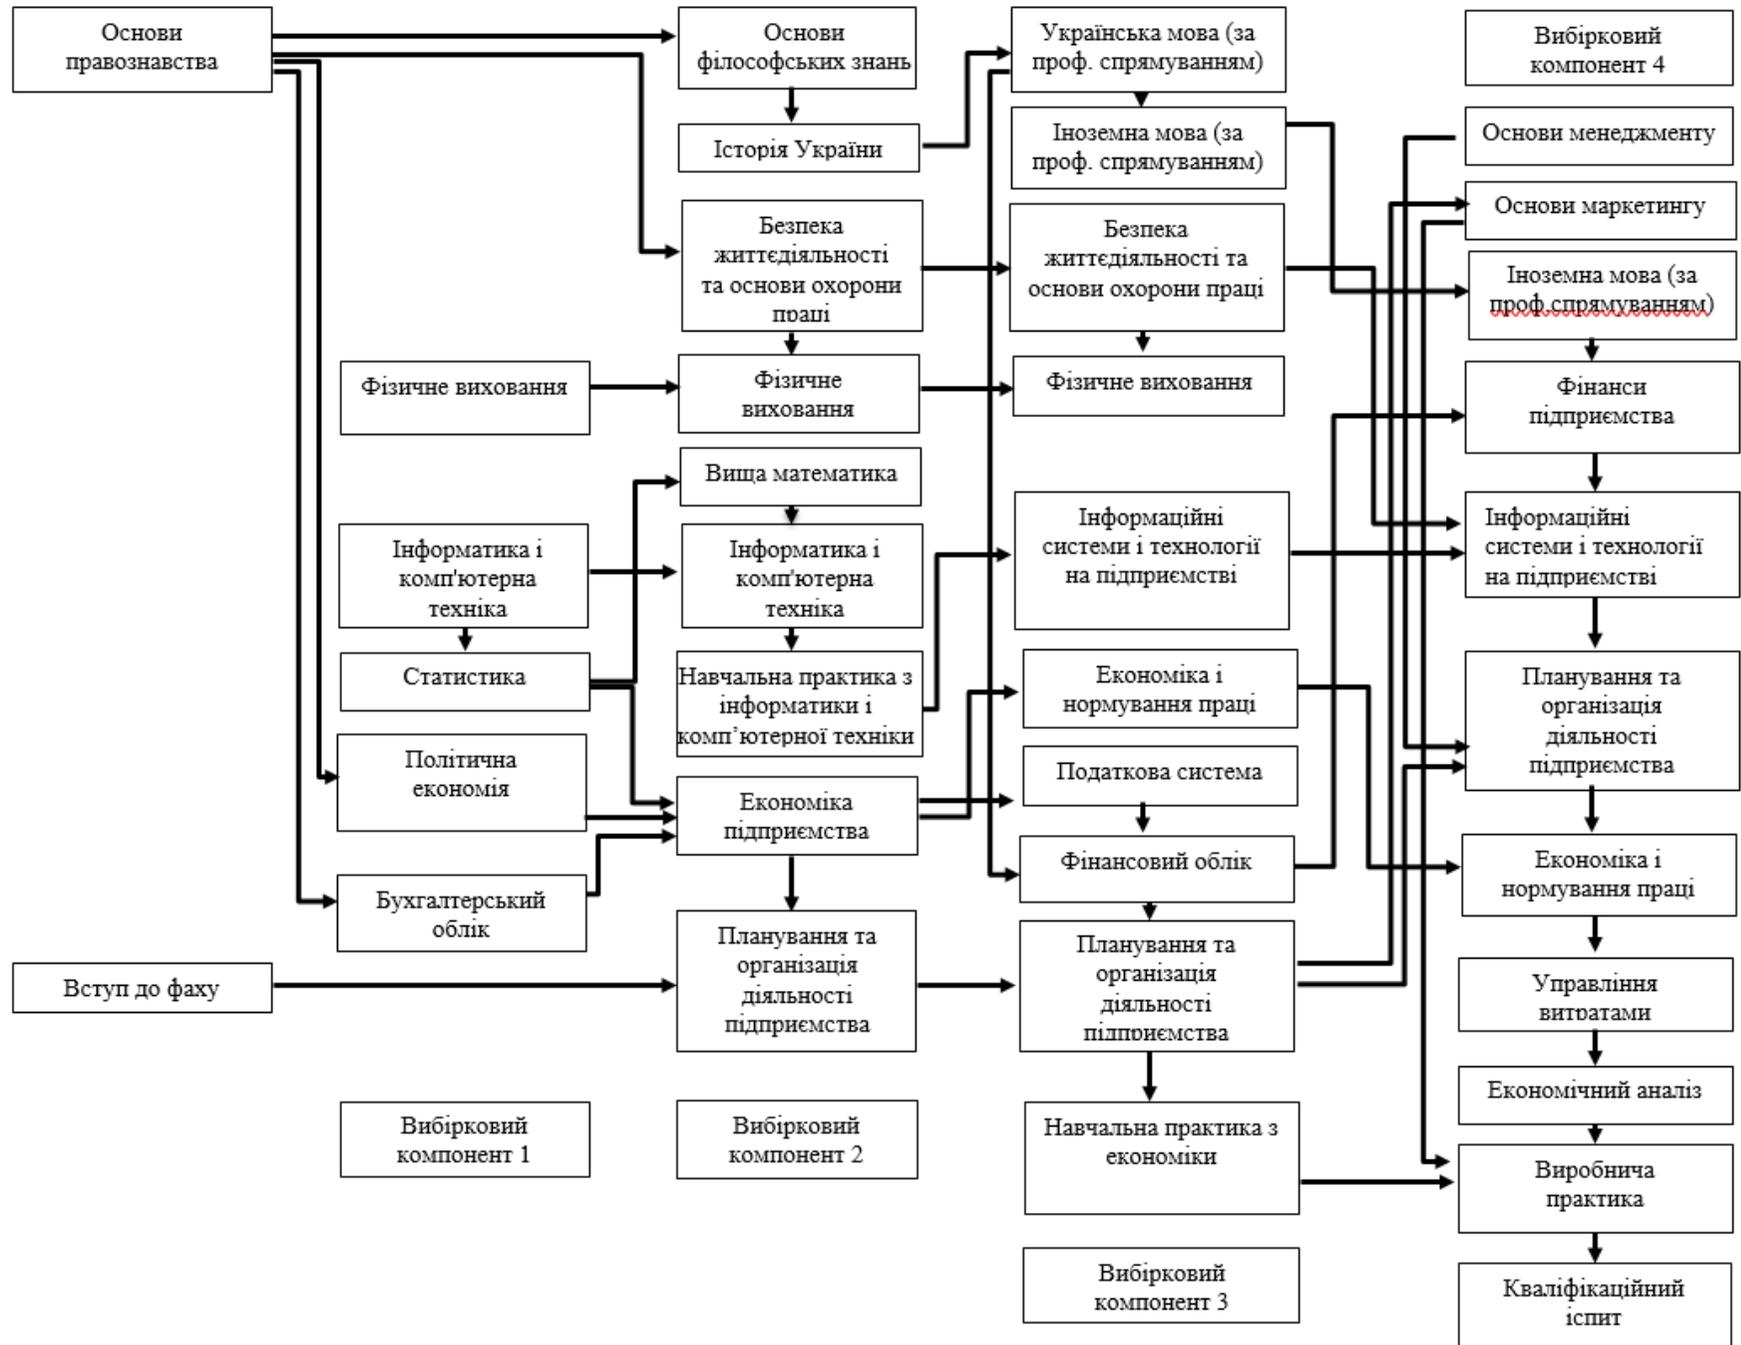 Основи
правознавства
Вступ до фаху
Фізичне виховання
Інформатика і
комп'ютерна
техніка
Статистика
Політична
економія
Бухгалтерський
облік
Вибірковий
компонент 1
Основи
філософських знань
Історія України
Безпека
життєдіяльності
та основи охорони
праці
Фізичне
виховання
Вища математика
Інформатика і
комп'ютерна
техніка
Навчальна практика з
інформатики і
комп’ютерної техніки
Економіка
підприємства
Планування та
організація
діяльності
підприємства
Вибірковий
компонент 2
Українська мова (за
проф. спрямуванням)
Іноземна мова (за
проф. спрямуванням)
Безпека
життєдіяльності та
основи охорони праці
Фізичне виховання
Інформаційні
системи і технології
на підприємстві
Економіка і
нормування праці
Податкова система
Фінансовий облік
Планування та
організація
діяльності
підприємства
Навчальна практика з
економіки
Вибірковий
компонент 3
Вибірковий
компонент 4
Основи менеджменту
Основи маркетингу
Іноземна мова (за
проф.спрямуванням)
Фінанси
підприємства
Інформаційні
системи і технології
на підприємстві
Планування та
організація
діяльності
підприємства
Економіка і
нормування праці
Управління
витратами
Економічний аналіз
Виробнича
практика
Кваліфікаційний
іспит